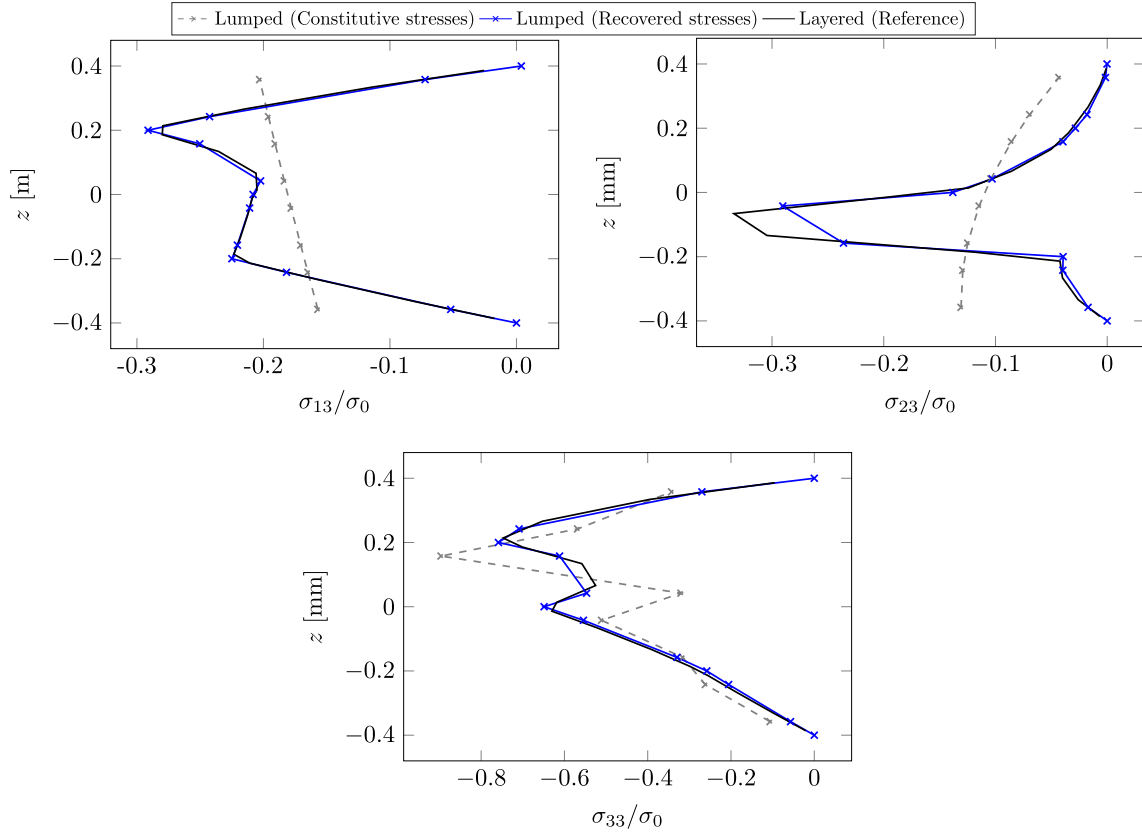 Lumped (Constitutive stresses) Lumped (Recovered stresses) Layered (Reference)
0.4
0.2
0
−0.2
−0.4
z [m]
-0.3 -0.2 -0.1 0.0
σ13/σ0
0.4
0.2
0
−0.2
−0.4
z [mm]
−0.3 −0.2 −0.1 0
σ23/σ0
0.4
0.2
0
−0.2
−0.4
z [mm]
−0.8 −0.6 −0.4 −0.2 0
σ33/σ0